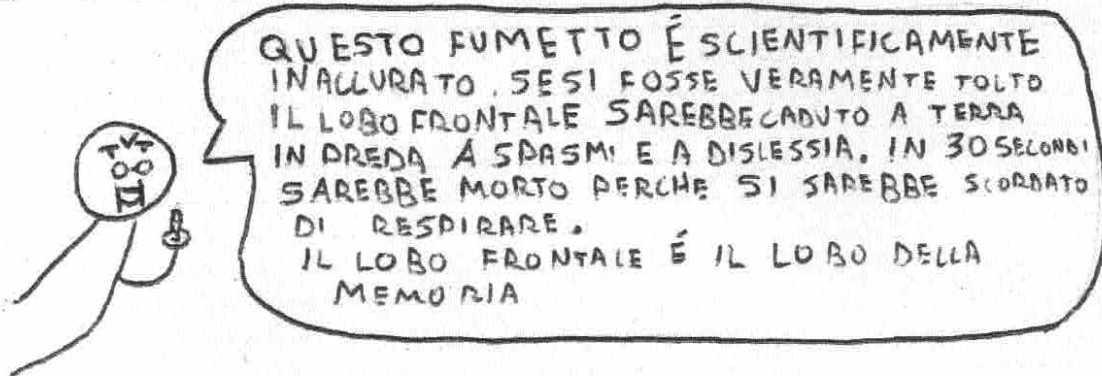 QUESTO FUMETTO É SCIENTIFICAMENTE
INACCURATO. SE SI FOSSE VERAMENTE TOLTO
IL LOBO FRONTALE SAREBBE CADUTO A TERRA
IN PREDA A SPASMI E A DISLESSIA. IN 30 SECONDI
SAREBBE MORTO PERCHE SI SAREBBE SCORDATO
DI RESPIRARE.
IL LOBO FRONTALE É IL LOBO DELLA
MEMORIA